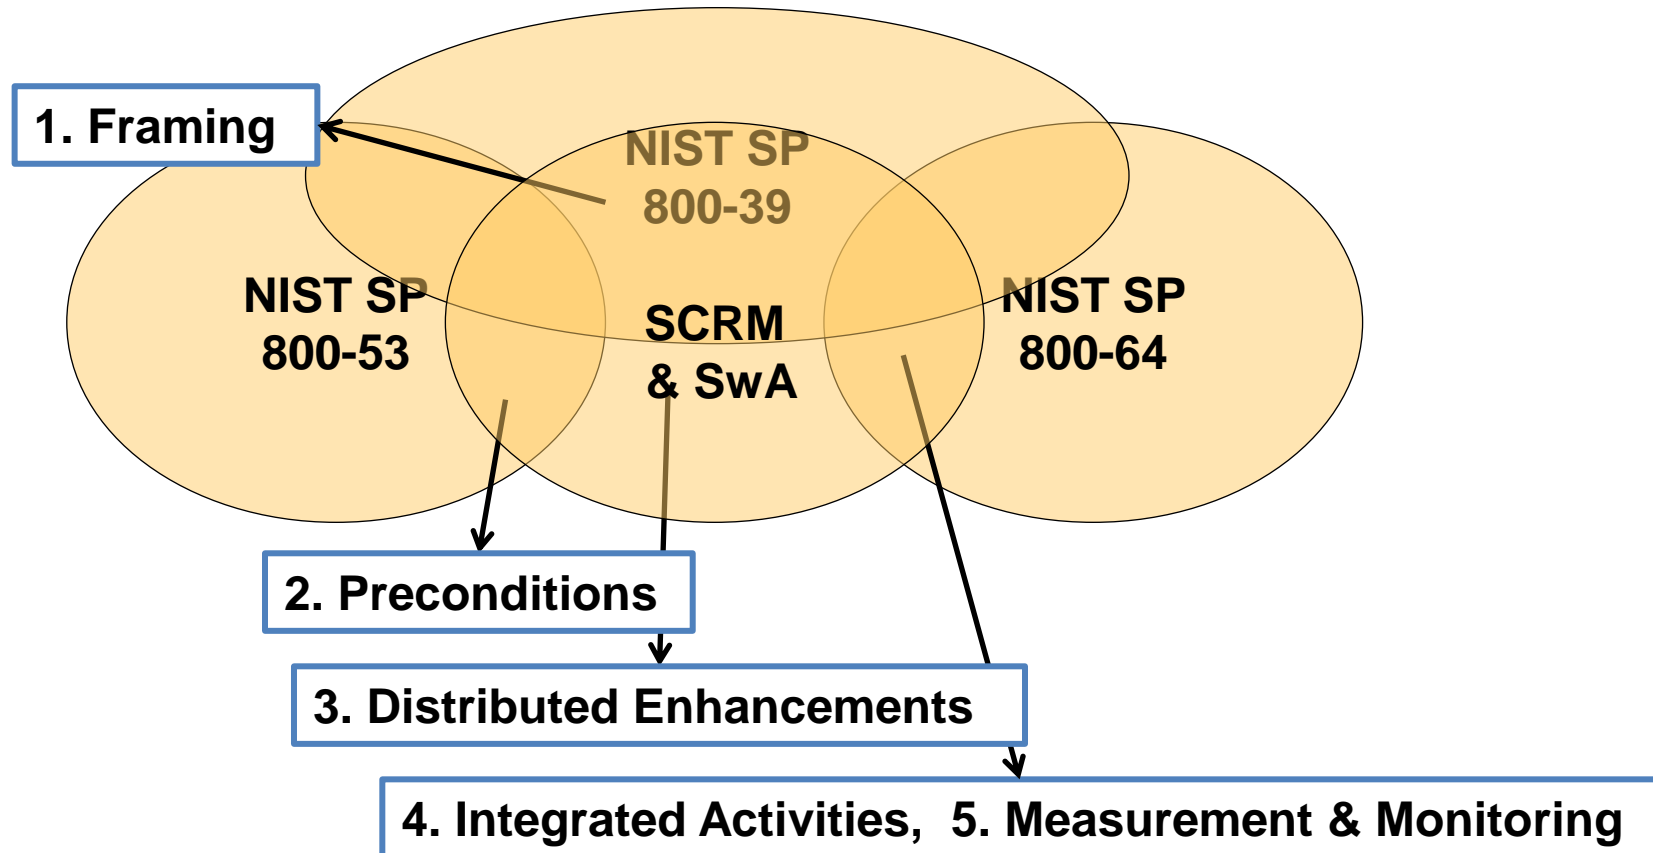 1. Framing
NIST SP
800-39
NIST SP
800-53
SCRM
& SwA
NIST SP
800-64
2. Preconditions
3. Distributed Enhancements
4. Integrated Activities,  5. Measurement & Monitoring